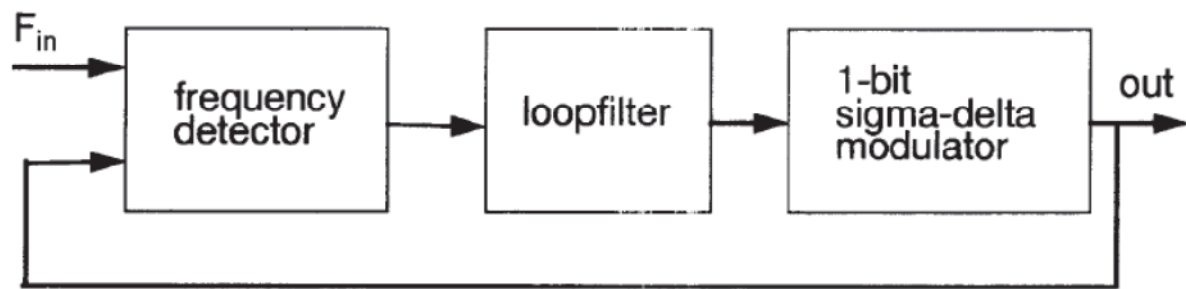 F_in
frequency
detector
loopfilter
1-bit
sigma-delta
modulator
out